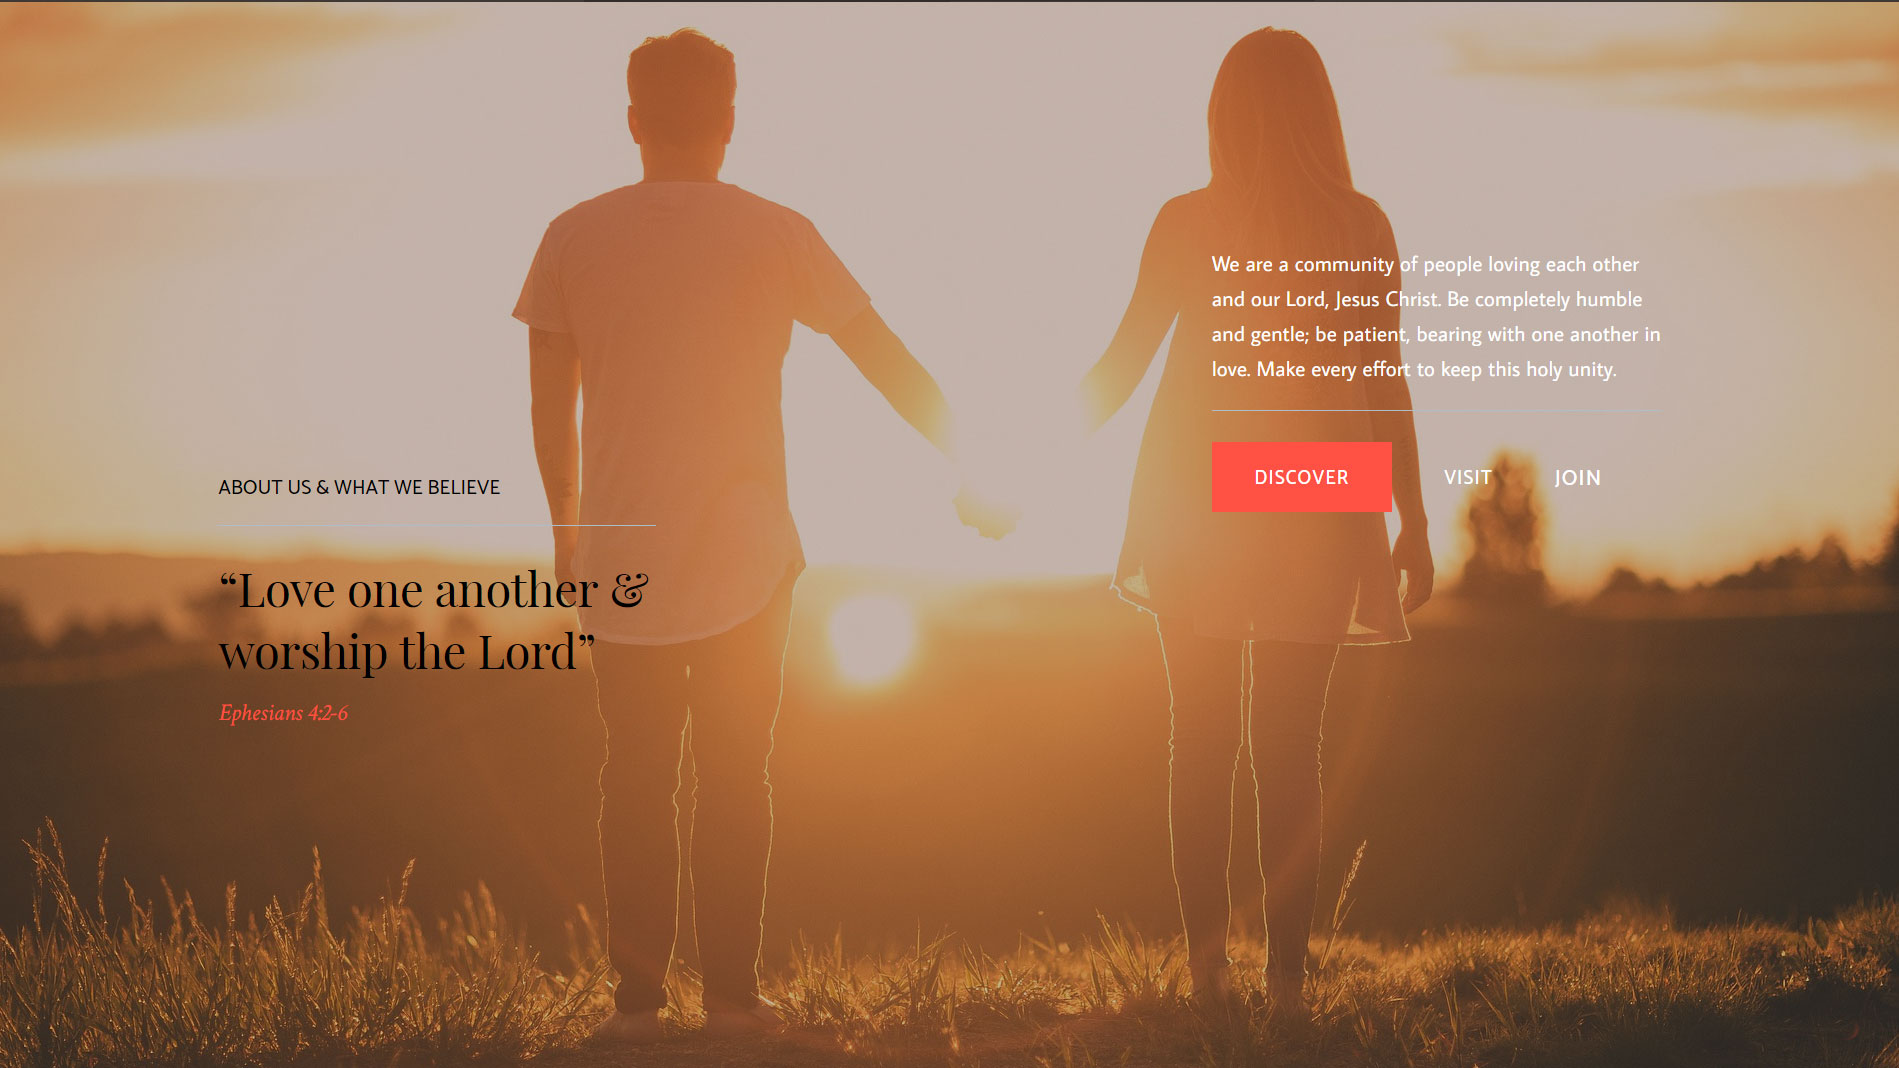 We are a community of people loving each other
and our Lord, Jesus Christ. Be completely humble
and gentle; be patient, bearing with one another in
love. Make every effort to keep this holy unity.
DISCOVER VISIT JOIN
ABOUT US & WHAT WE BELIEVE
“Love one another &
worship the Lord”
Ephesians 4:2-6